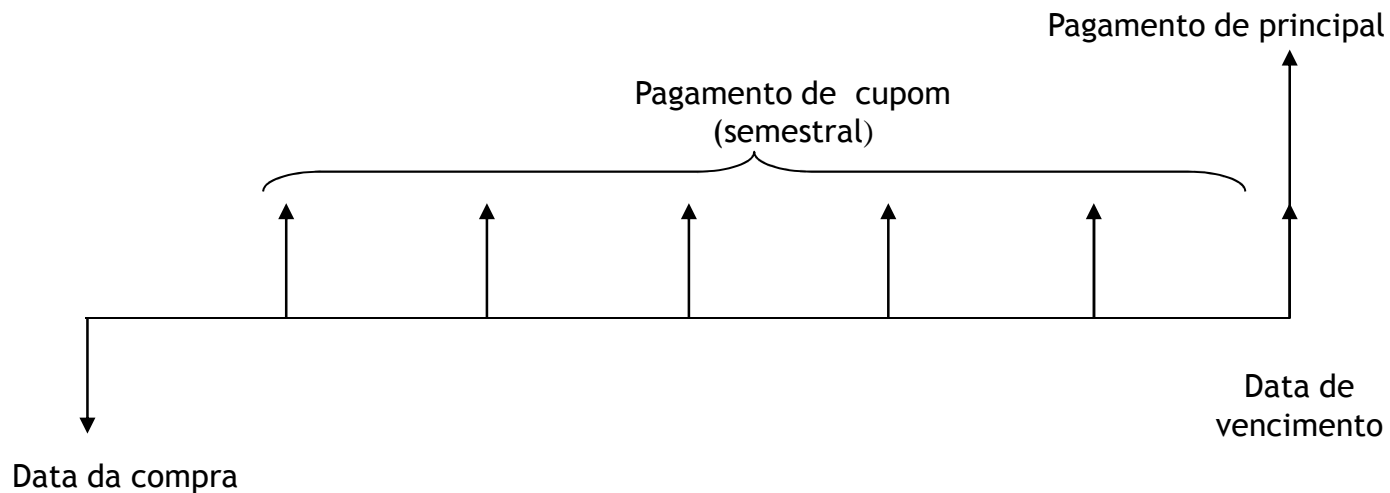 Pagamento de principal
Pagamento de cupom
(semestral)
Data de
vencimento
Data da compra